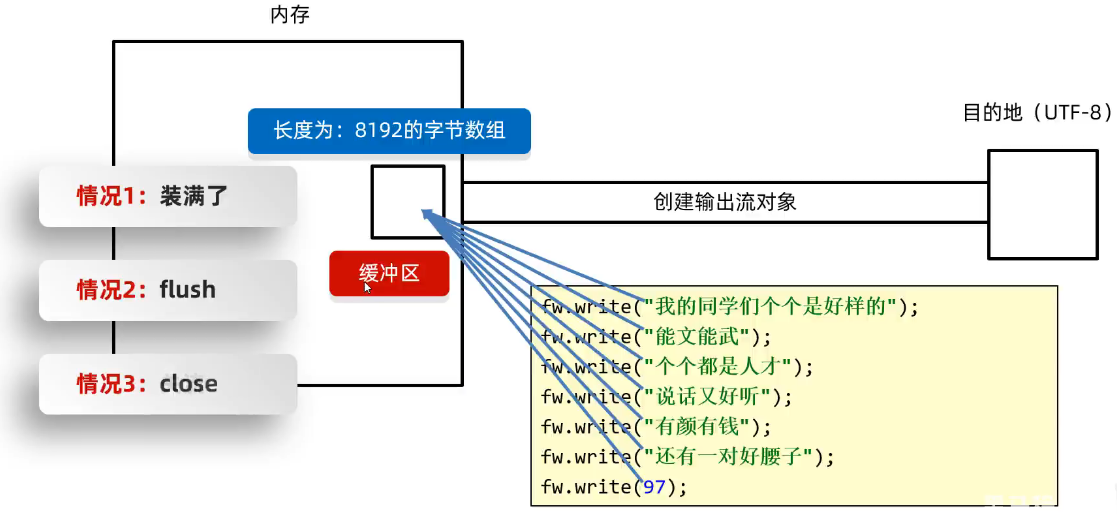 内存
长度为：8192的字节数组
目的地（UTF-8）
情况1：装满了
创建输出流对象
缓冲区
情况2：flush
fw.write("我的同学们个个是好样的");
fw.write("能文能武");
fw.write("个个都是人才");
情况3：close
fw.write("说话又好听");
fw.write("有颜有钱");
fw.write("还有一对好腰子");
fw.write(97);